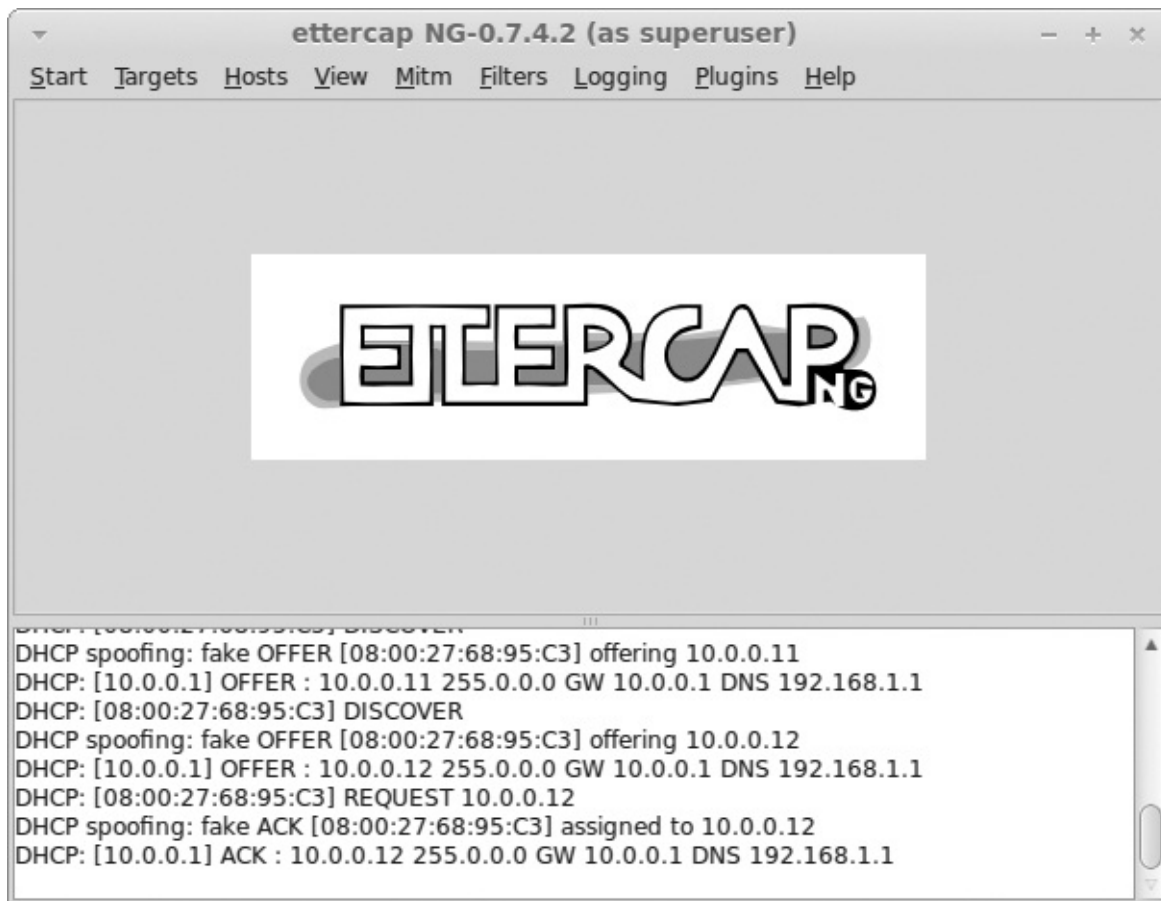 ettercap NG-0.7.4.2 (as superuser)
Start Targets Hosts View Mitm Filters Logging Plugins Help
ETTERCAP
NG
DHCP: [08:00:27:68:95:C3] DISCOVER
DHCP spoofing: fake OFFER [08:00:27:68:95:C3] offering 10.0.0.11
DHCP: [10.0.0.1] OFFER : 10.0.0.11 255.0.0.0 GW 10.0.0.1 DNS 192.168.1.1
DHCP: [08:00:27:68:95:C3] DISCOVER
DHCP spoofing: fake OFFER [08:00:27:68:95:C3] offering 10.0.0.12
DHCP: [10.0.0.1] OFFER : 10.0.0.12 255.0.0.0 GW 10.0.0.1 DNS 192.168.1.1
DHCP: [08:00:27:68:95:C3] REQUEST 10.0.0.12
DHCP spoofing: fake ACK [08:00:27:68:95:C3] assigned to 10.0.0.12
DHCP: [10.0.0.1] ACK : 10.0.0.12 255.0.0.0 GW 10.0.0.1 DNS 192.168.1.1